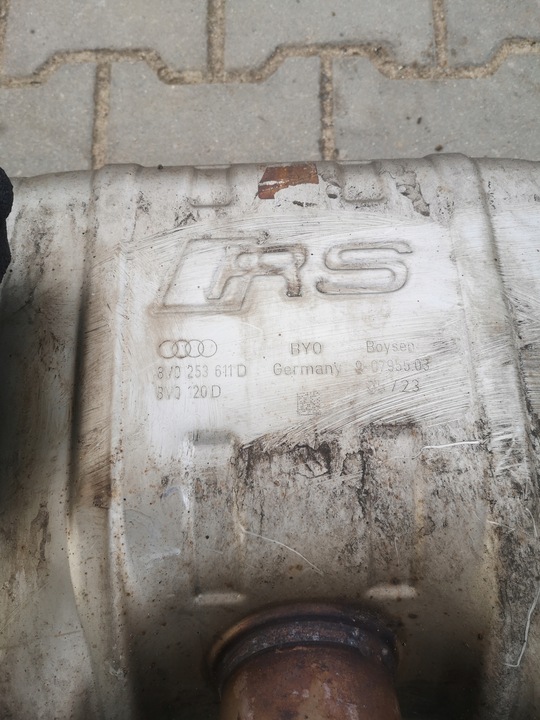 RS
BYO Boysen
8V0 253 611 D Germany
8V0 120 D